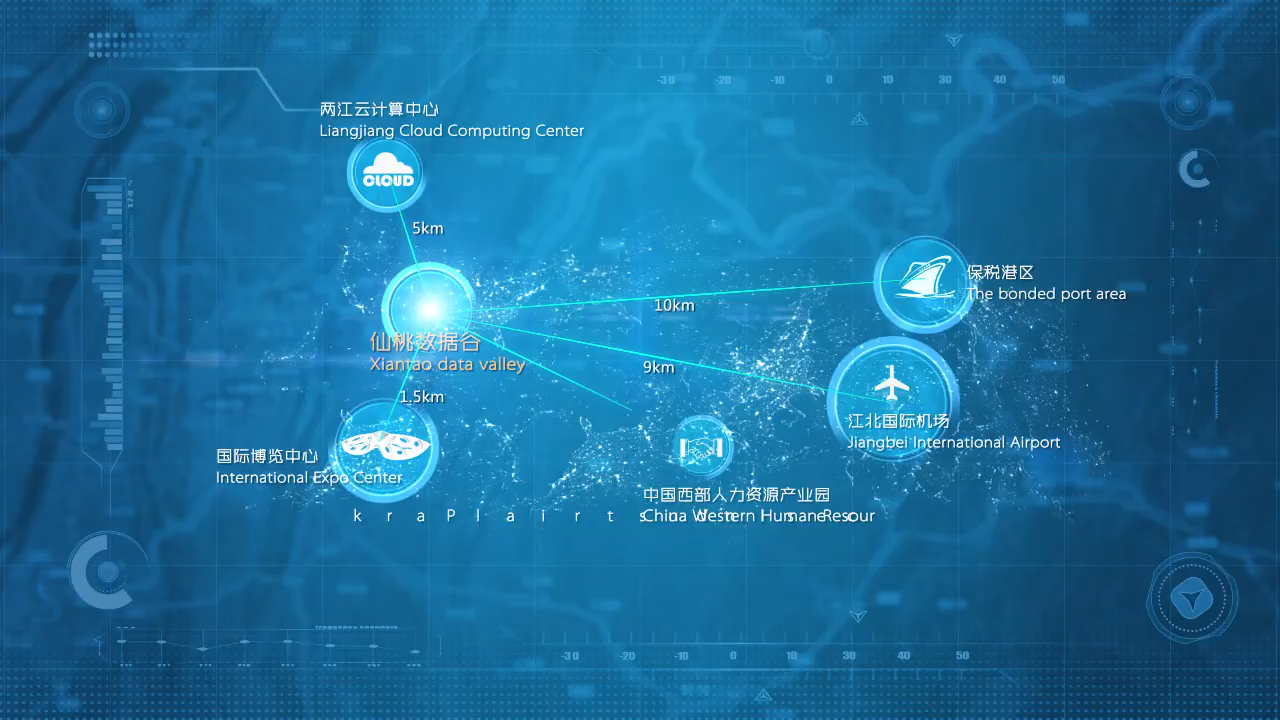 -30 -20 -10 0 10 30 40 50
两江云计算中心
Liangjiang Cloud Computing Center
CLOUD
5km
保税港区
The bonded port area
10km
仙桃数据谷
Xiantao data valley
9km
1.5km
江北国际机场
Jiangbei International Airport
国际博览中心
International Expo Center
中国西部人力资源产业园
China Western Human Resour
k r a P l a i r t s
-30 -20 -10 0 10 30 40 50